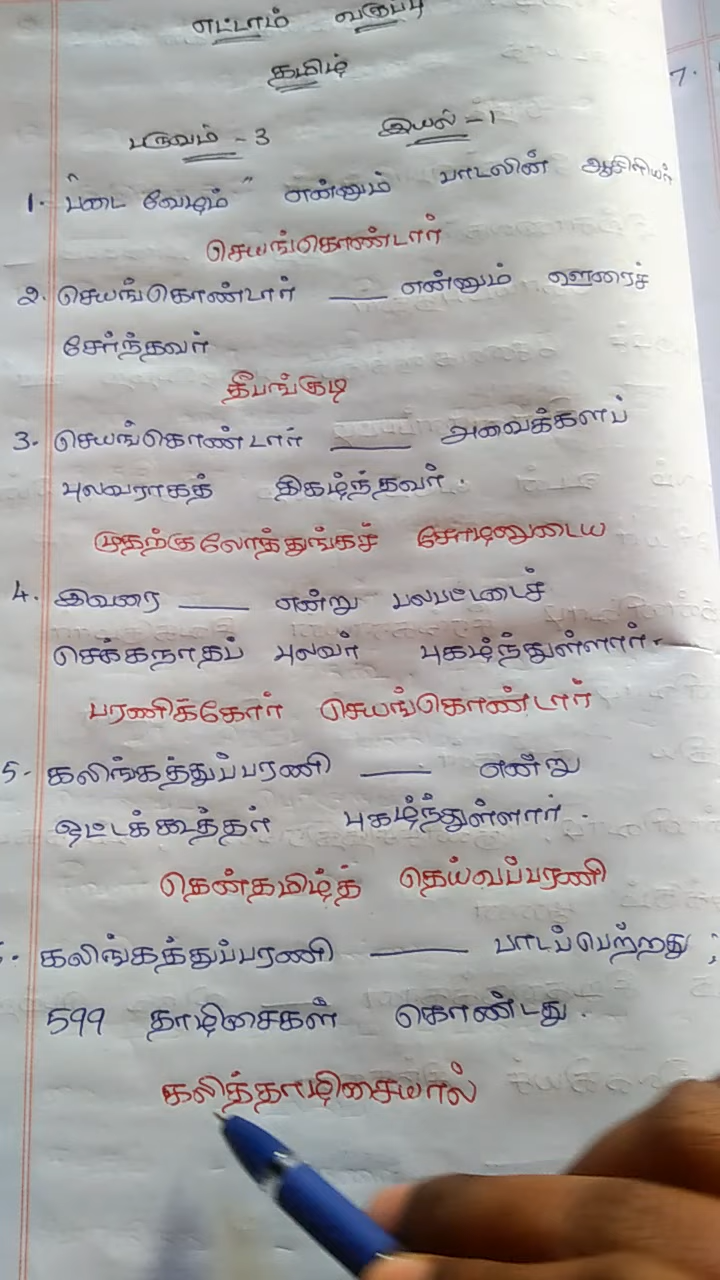 எட்டாம் வகுப்பு
தமிழ்
பருவம் - 3 இயல் - 1
1. "படை வேழம்" என்னும் பாடலின் ஆசிரியர்
செயங்கொண்டார்
2. செயங்கொண்டார் ___ என்னும் ஊரைச்
சேர்ந்தவர்
தீபங்குடி
3. செயங்கொண்டார் ___ அவைக்களப்
புலவராகத் திகழ்ந்தவர்.
முதற்குலோத்துங்கச் சோழனுடைய
4. இவரை ___ என்று பலபட்டடைச்
செக்கநாதப் புலவர் புகழ்ந்துள்ளார்.
பரணிக்கோர் செயங்கொண்டார்
5. கலிங்கத்துப்பரணி ___ என்று
ஒட்டக்கூத்தர் புகழ்ந்துள்ளார்.
தென்தமிழ்த் தெய்வப்பரணி
கலிங்கத்துப்பரணி ___ பாடப்பெற்றது ;
599 தாழிசைகள் கொண்டது.
கலித்தாழிசையால்
7.